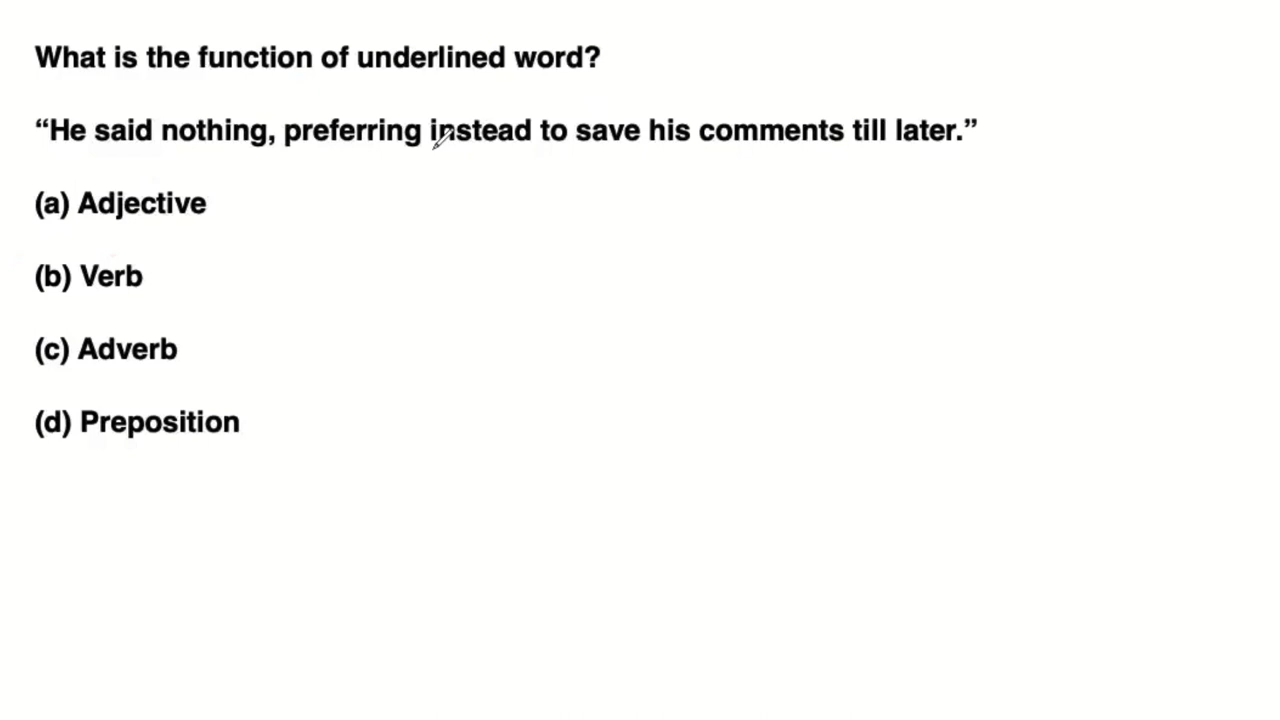 What is the function of underlined word?
“He said nothing, preferring instead to save his comments till later.”
(a) Adjective
(b) Verb
(c) Adverb
(d) Preposition